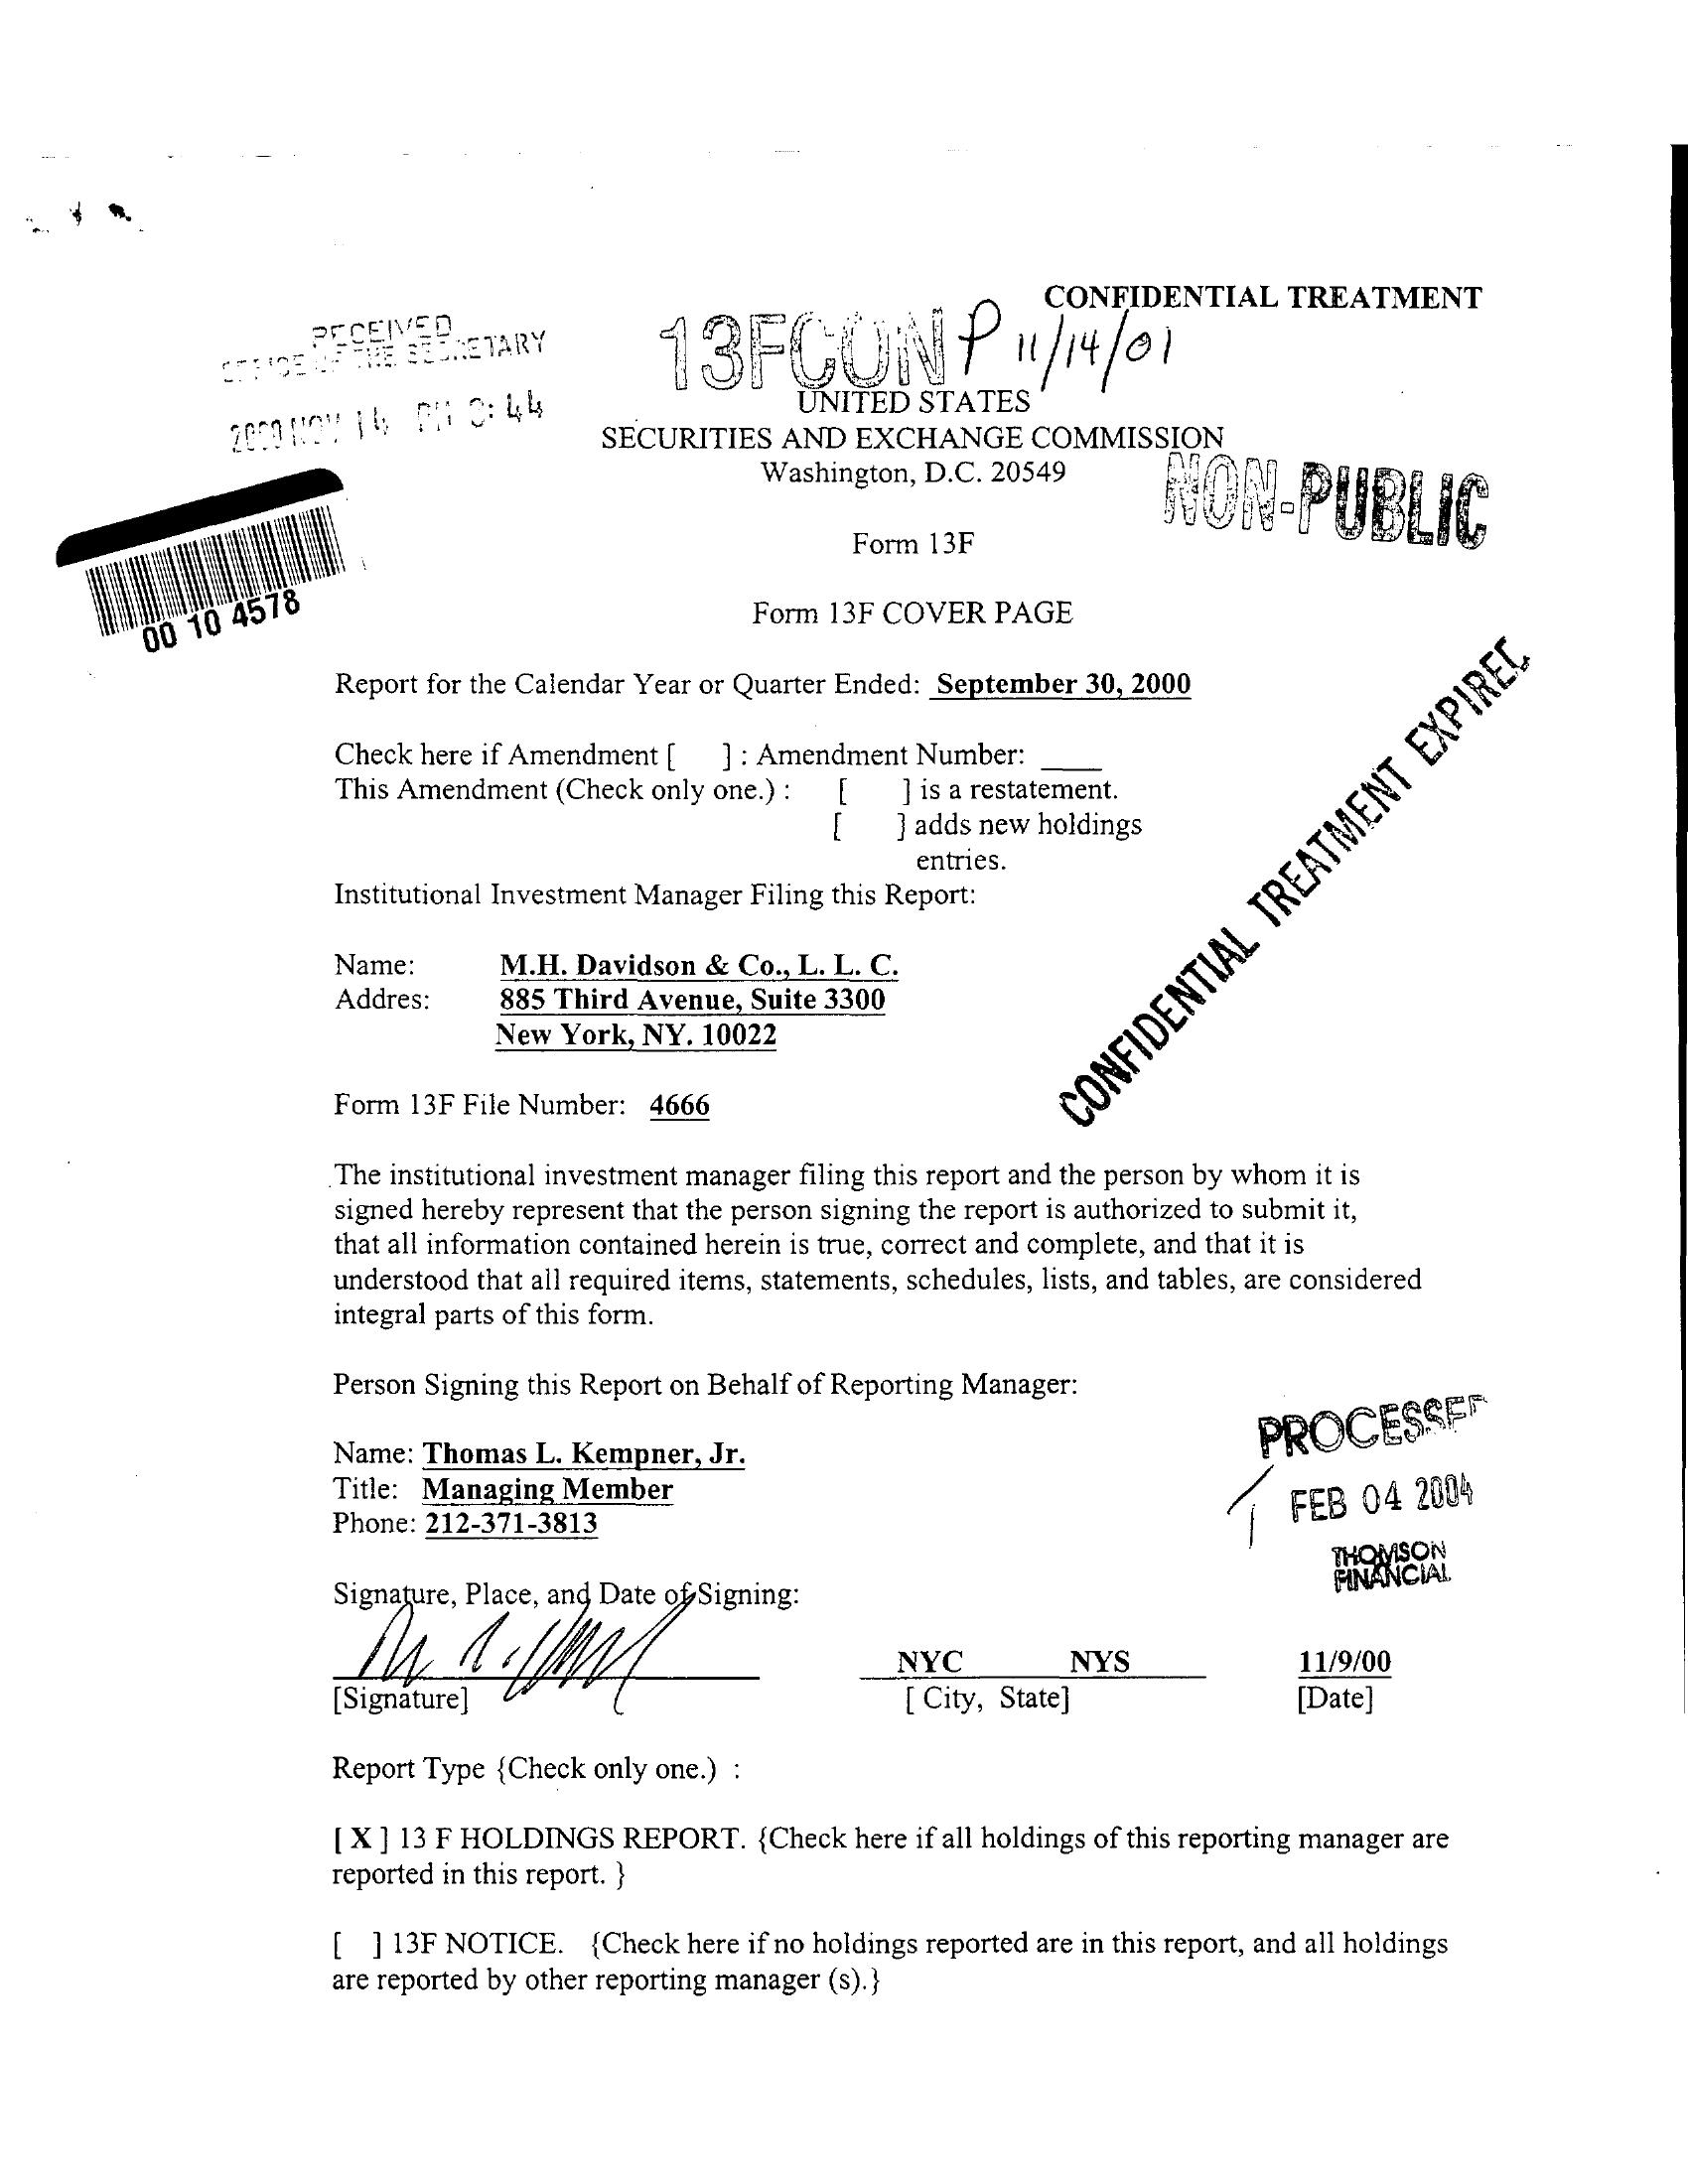 CONFIDENTIAL TREATMENT
RECEIVED
OFFICE OF THE SECRETARY
13FCON P 11/14/01
2000 NOV 14 PM 3:44
UNITED STATES
SECURITIES AND EXCHANGE COMMISSION
Washington, D.C. 20549
NON-PUBLIC
Form 13F
00 10 4578
Form 13F COVER PAGE
Report for the Calendar Year or Quarter Ended: September 30, 2000
Check here if Amendment [ ] : Amendment Number: ____
This Amendment (Check only one.) : [ ] is a restatement.
[ ] adds new holdings
entries.
CONFIDENTIAL TREATMENT EXPIRED
Institutional Investment Manager Filing this Report:
Name: M.H. Davidson & Co., L. L. C.
Addres: 885 Third Avenue, Suite 3300
New York, NY. 10022
Form 13F File Number: 4666
The institutional investment manager filing this report and the person by whom it is
signed hereby represent that the person signing the report is authorized to submit it,
that all information contained herein is true, correct and complete, and that it is
understood that all required items, statements, schedules, lists, and tables, are considered
integral parts of this form.
Person Signing this Report on Behalf of Reporting Manager:
PROCESSED
Name: Thomas L. Kempner, Jr.
Title: Managing Member
FEB 04 2004
Phone: 212-371-3813
THOMSON
FINANCIAL
Signature, Place, and Date of Signing:
NYC NYS 11/9/00
[Signature] [ City, State] [Date]
Report Type {Check only one.) :
[ X ] 13 F HOLDINGS REPORT. {Check here if all holdings of this reporting manager are
reported in this report. }
[ ] 13F NOTICE. {Check here if no holdings reported are in this report, and all holdings
are reported by other reporting manager (s).}